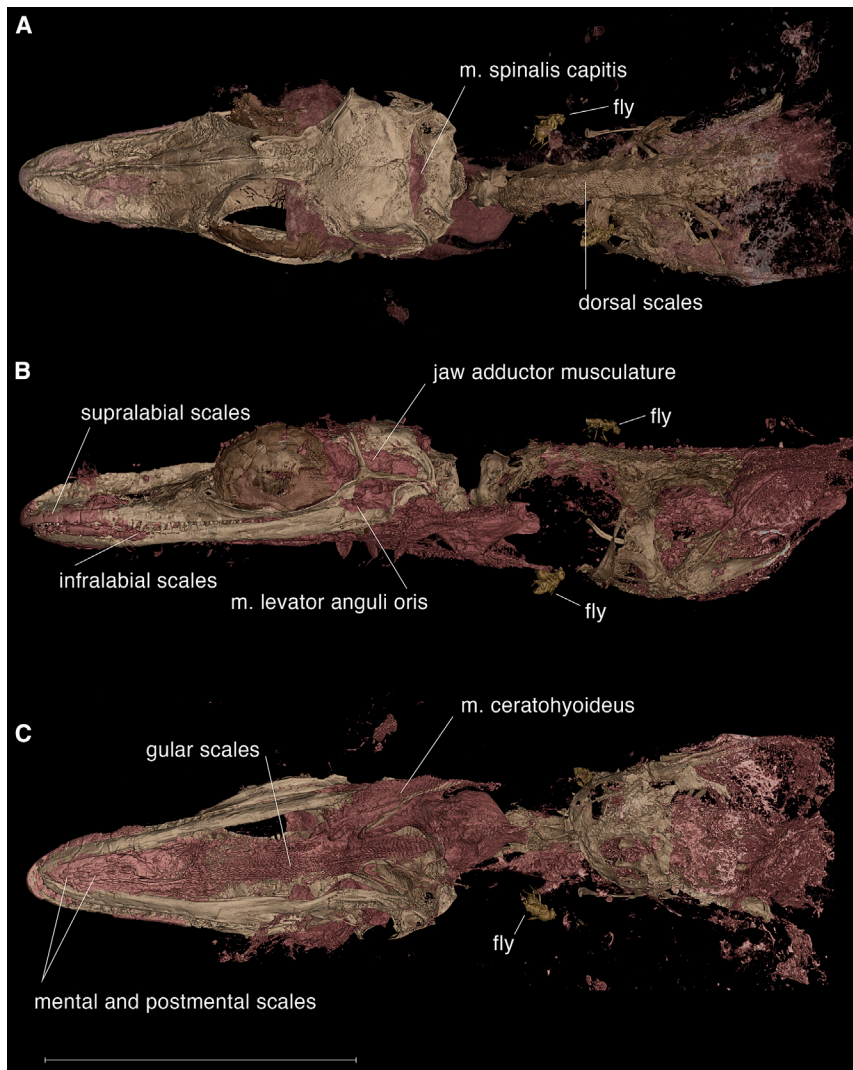 A
m. spinalis capitis
fly
dorsal scales
B
jaw adductor musculature
supralabial scales
fly
infralabial scales
m. levator anguli oris
fly
m. ceratohyoideus
C
gular scales
fly
mental and postmental scales